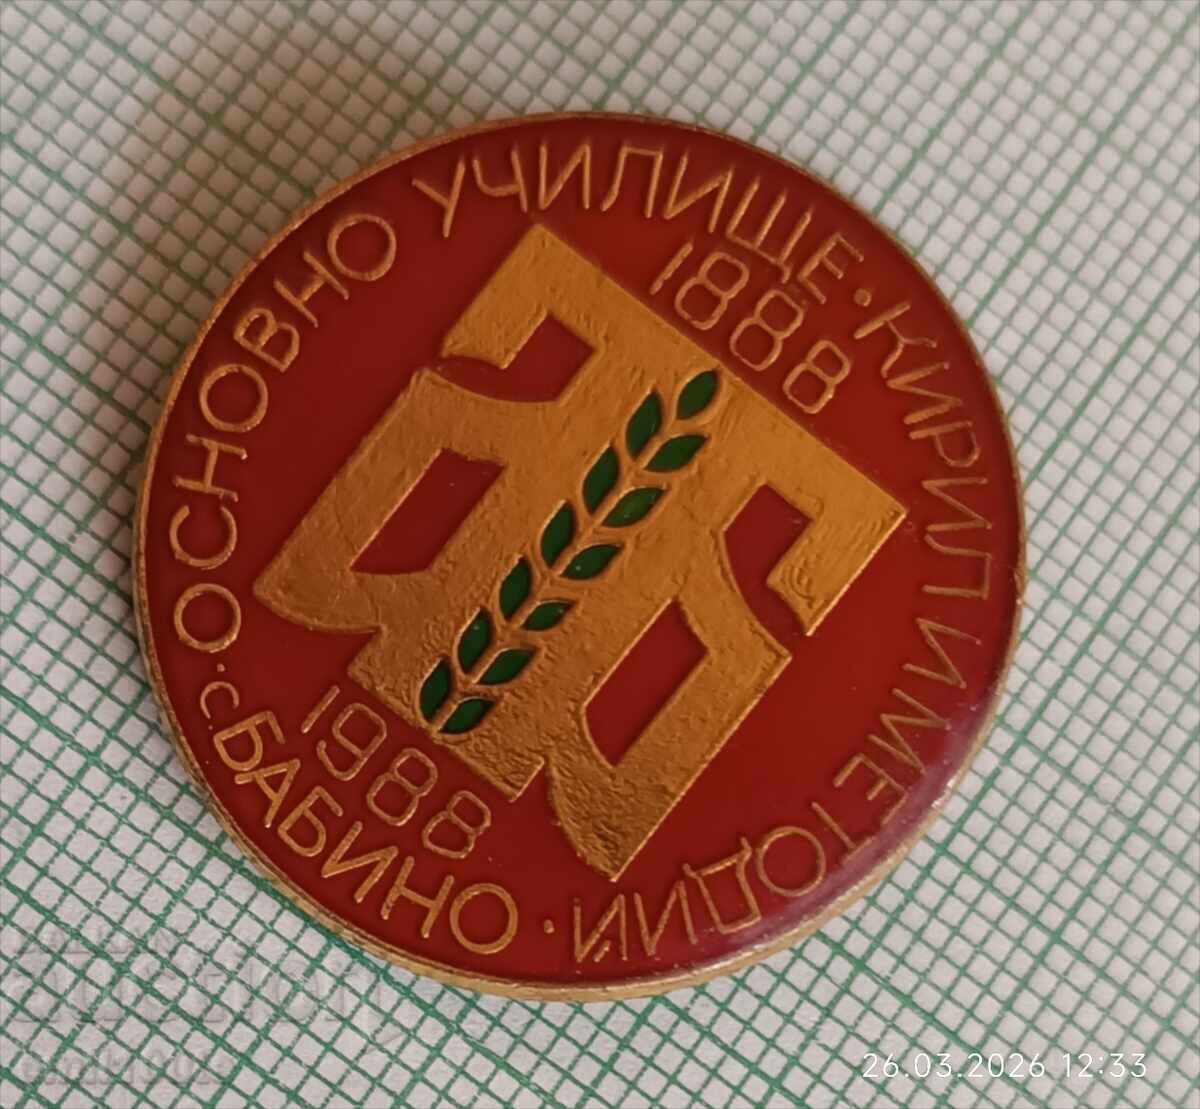 ОСНОВНО УЧИЛИЩЕ · КИРИЛ И МЕТОДИЙ ·
с БАБИНО ·
1888
1988
26.03.2026 12:33